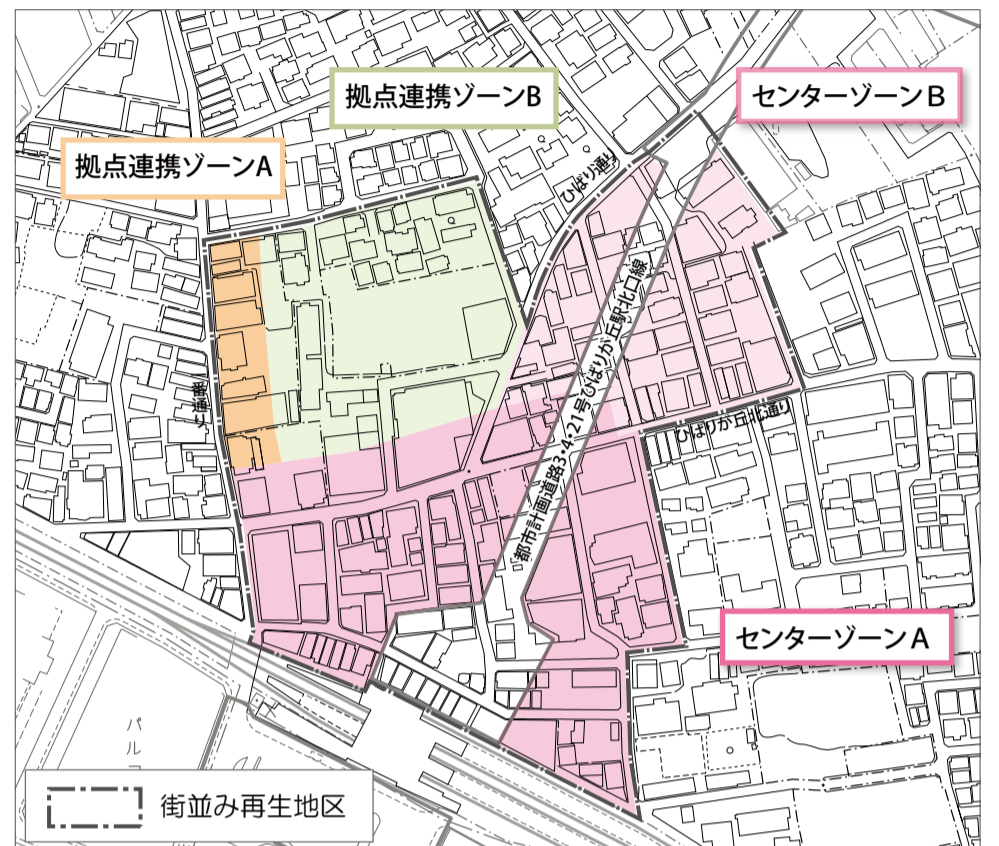 拠点連携ゾーンB
センターゾーンB
拠点連携ゾーンA
ひばり通り
都市計画道路3・4・21号ひばりが丘駅北口線
ひばりが丘北通り
センターゾーンA
パル
街並み再生地区